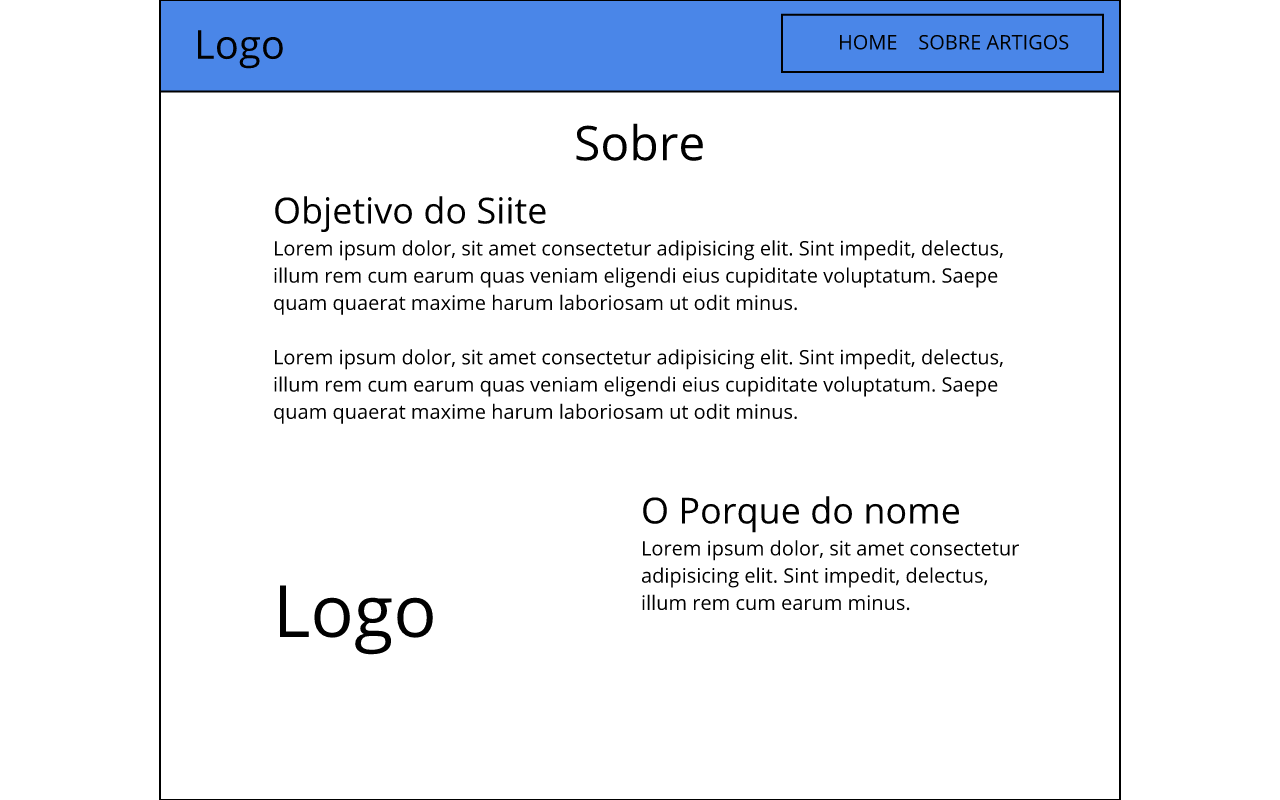 Logo
HOME SOBRE ARTIGOS
Sobre
Objetivo do Siite
Lorem ipsum dolor, sit amet consectetur adipisicing elit. Sint impedit, delectus,
illum rem cum earum quas veniam eligendi eius cupiditate voluptatum. Saepe
quam quaerat maxime harum laboriosam ut odit minus.
Lorem ipsum dolor, sit amet consectetur adipisicing elit. Sint impedit, delectus,
illum rem cum earum quas veniam eligendi eius cupiditate voluptatum. Saepe
quam quaerat maxime harum laboriosam ut odit minus.
Logo
O Porque do nome
Lorem ipsum dolor, sit amet consectetur
adipisicing elit. Sint impedit, delectus,
illum rem cum earum minus.